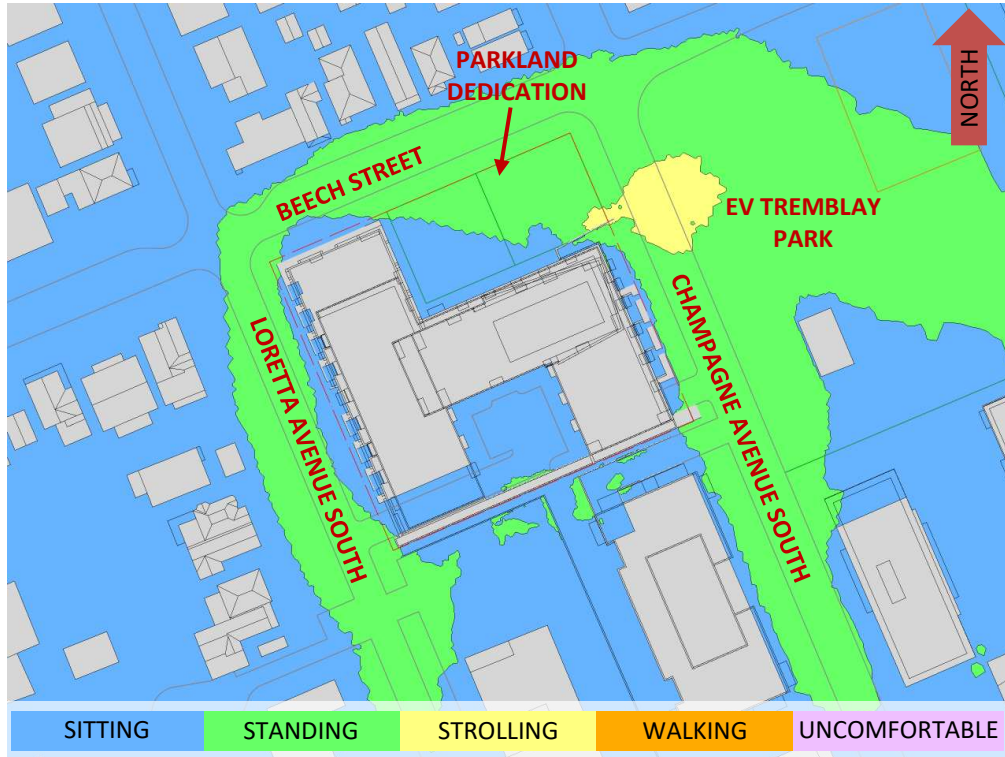 NORTH
PARKLAND
DEDICATION
BEECH STREET
EV TREMBLAY
PARK
LORETTA AVENUE SOUTH
CHAMPAGNE AVENUE SOUTH
SITTING
STANDING
STROLLING
WALKING
UNCOMFORTABLE